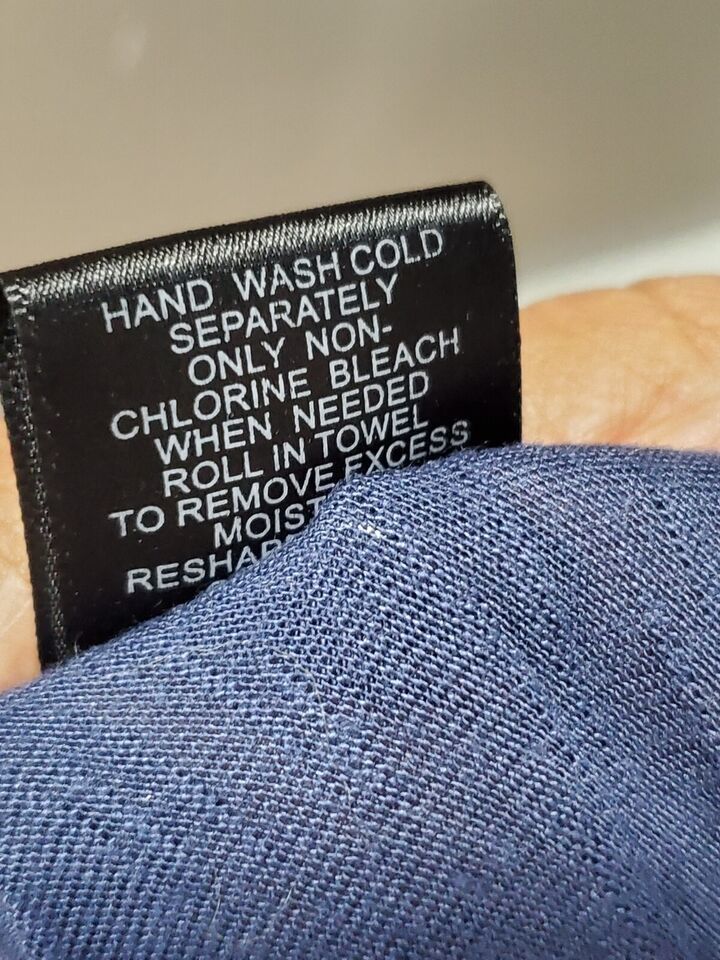 HAND WASH COLD
SEPARATELY
ONLY NON-
CHLORINE BLEACH
WHEN NEEDED
ROLL IN TOWEL
TO REMOVE EXCESS